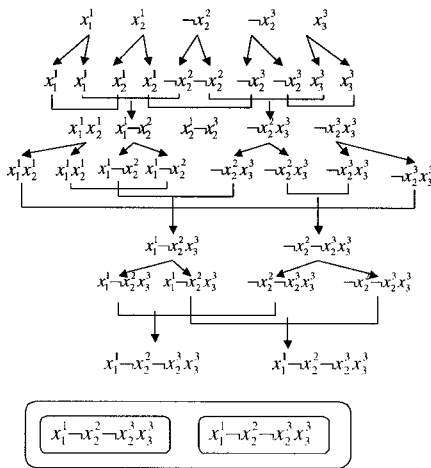 x₁¹ x₂¹ ¬x₂² ¬x₂³ x₃³
x₁¹ x₁¹ x₂¹ x₂¹ ¬x₂² ¬x₂² ¬x₂³ ¬x₂³ x₃³ x₃³
x₁¹x₂¹ x₁¹¬x₂² x₂¹¬x₂³ ¬x₂²x₃³ ¬x₂³x₃³
x₁¹x₂¹ x₁¹x₂¹ x₁¹¬x₂² x₁¹¬x₂² ¬x₂²x₃³ ¬x₂²x₃³ ¬x₂³x₃³ ¬x₂³x₃³
x₁¹¬x₂²x₃³ ¬x₂²¬x₂³x₃³
x₁¹¬x₂²x₃³ x₁¹¬x₂²x₃³ ¬x₂²¬x₂³x₃³ ¬x₂²¬x₂³x₃³
x₁¹¬x₂²¬x₂³x₃³ x₁¹¬x₂²¬x₂³x₃³
x₁¹¬x₂²¬x₂³x₃³ x₁¹¬x₂²¬x₂³x₃³